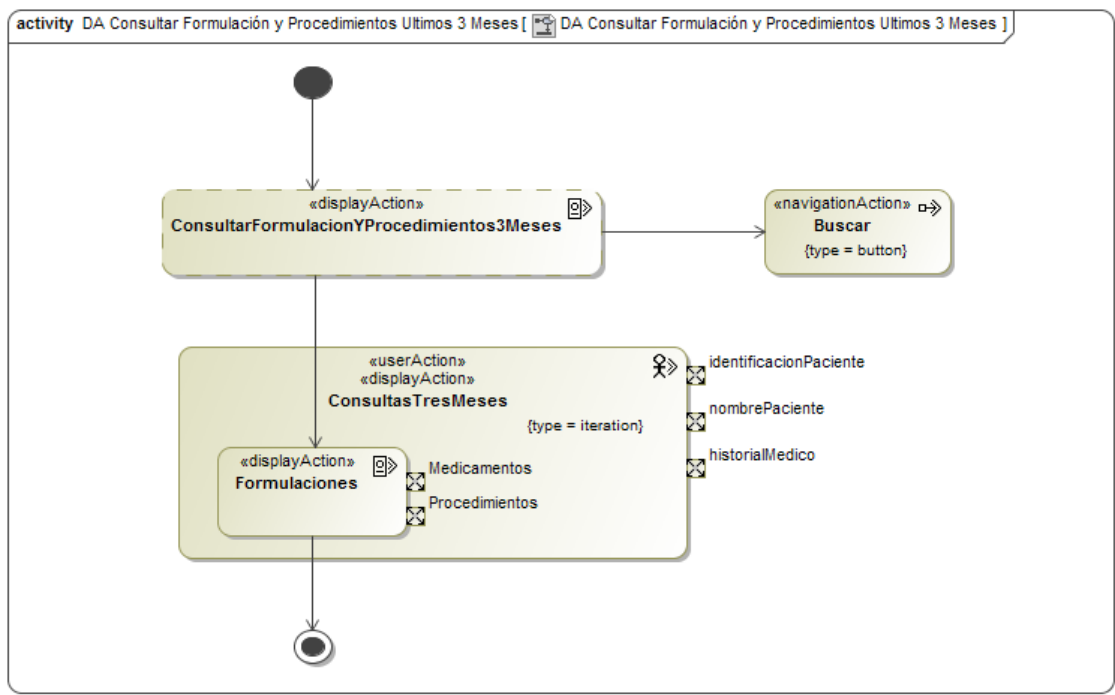 activity DA Consultar Formulación y Procedimientos Ultimos 3 Meses [ DA Consultar Formulación y Procedimientos Ultimos 3 Meses ]
«displayAction»
ConsultarFormulacionYProcedimientos3Meses
«navigationAction»
Buscar
{type = button}
«userAction»
«displayAction»
ConsultasTresMeses
{type = iteration}
identificacionPaciente
nombrePaciente
historialMedico
«displayAction»
Formulaciones
Medicamentos
Procedimientos